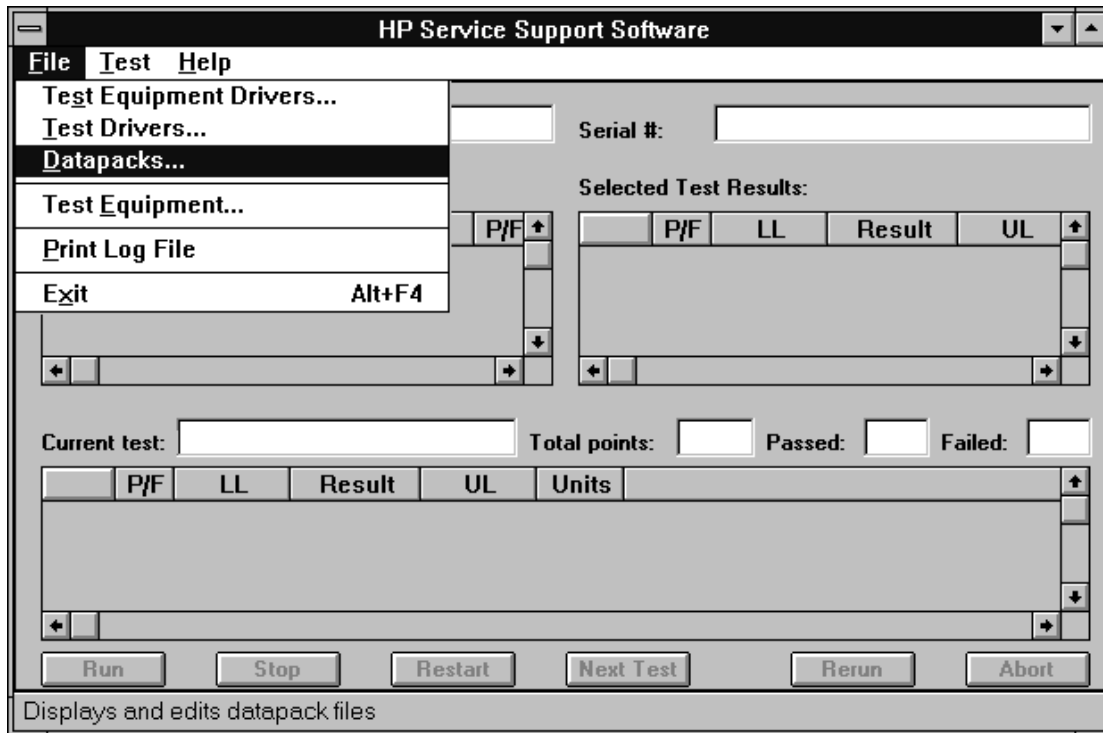 HP Service Support Software
File Test Help
Test Equipment Drivers...
Test Drivers...
Datapacks...
Test Equipment...
Print Log File
Exit Alt+F4
Serial #:
Selected Test Results:
P/F
P/F LL Result UL
Current test: Total points: Passed: Failed:
P/F LL Result UL Units
Run Stop Restart Next Test Rerun Abort
Displays and edits datapack files